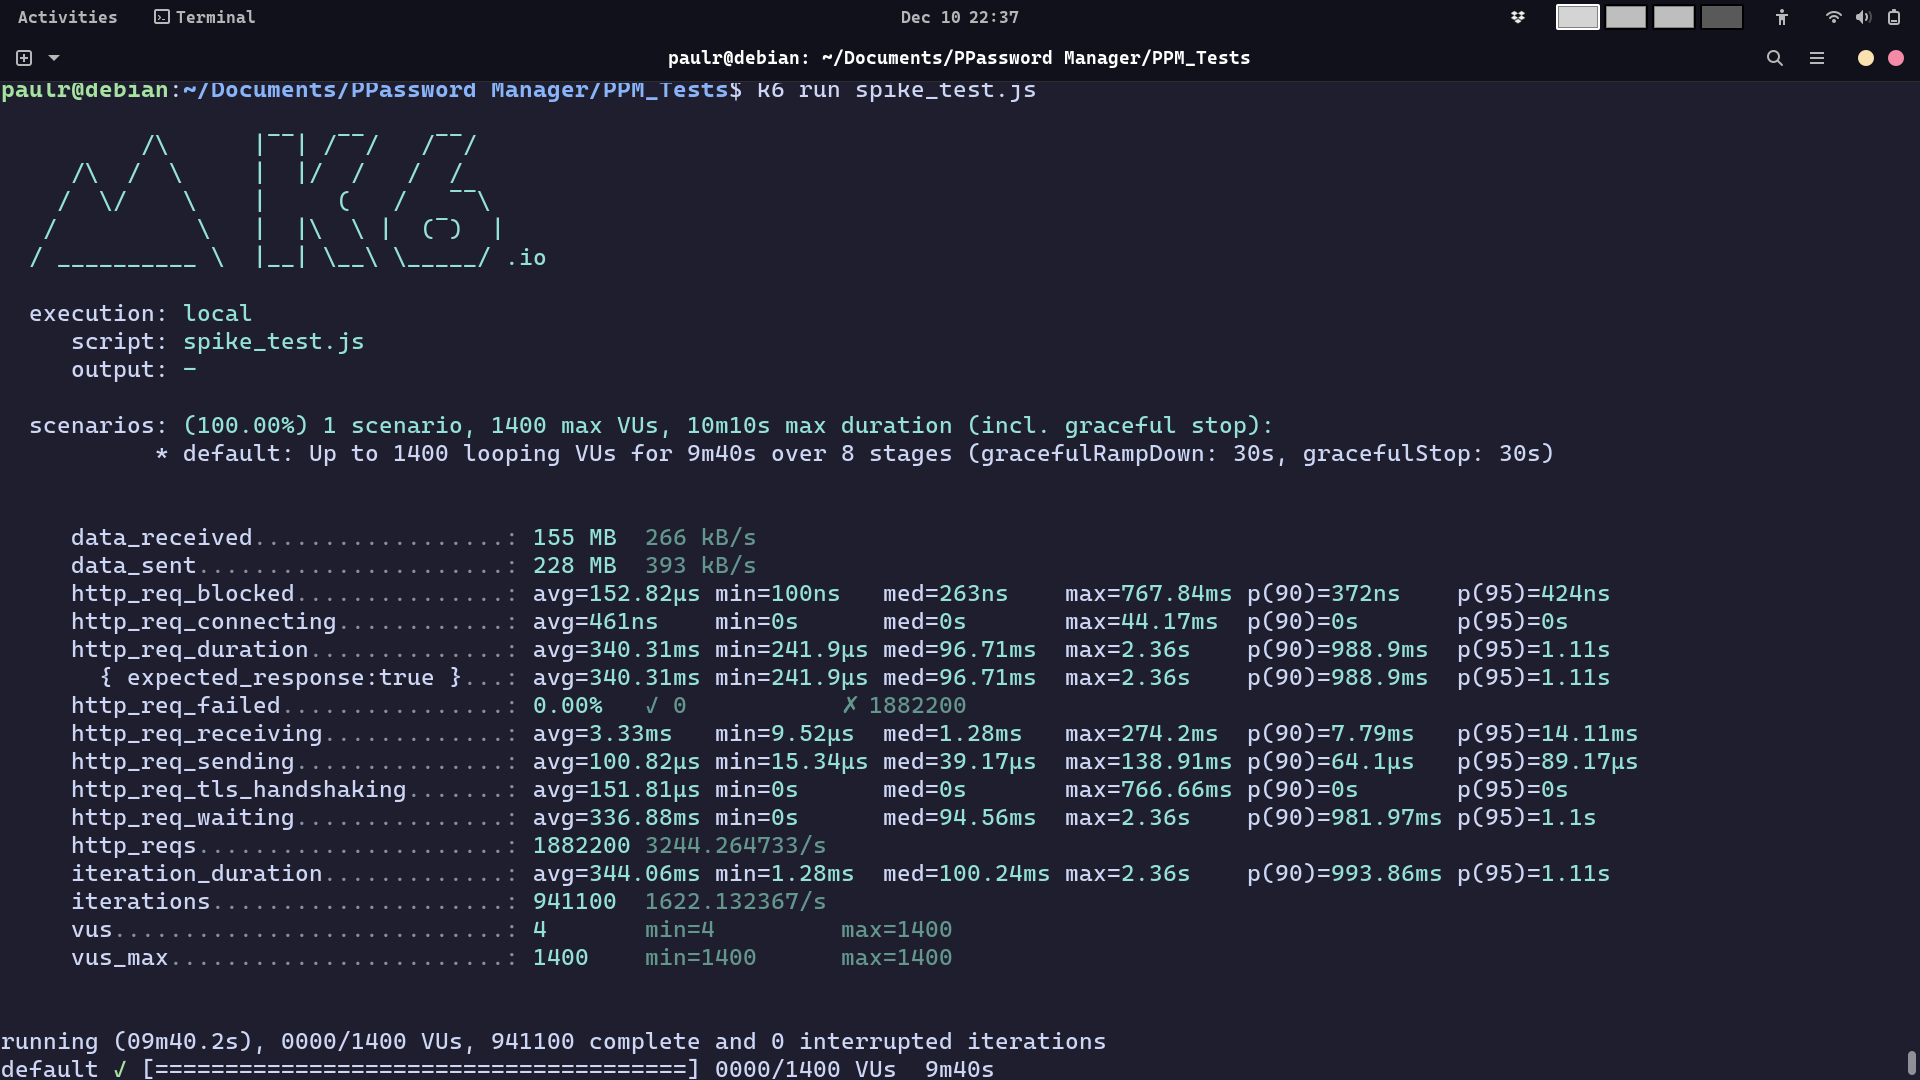 Activities Terminal Dec 10 22:37
paulr@debian: ~/Documents/PPassword Manager/PPM_Tests
paulr@debian:~/Documents/PPassword Manager/PPM_Tests$ k6 run spike_test.js
          /\      |‾‾| /‾‾/   /‾‾/
     /\  /  \     |  |/  /   /  /
    /  \/    \    |     (   /   ‾‾\
   /          \   |  |\  \ |  (‾)  |
  / __________ \  |__| \__\ \_____/ .io
execution: local
script: spike_test.js
output: -
scenarios: (100.00%) 1 scenario, 1400 max VUs, 10m10s max duration (incl. graceful stop):
* default: Up to 1400 looping VUs for 9m40s over 8 stages (gracefulRampDown: 30s, gracefulStop: 30s)
data_received..................: 155 MB 266 kB/s
data_sent......................: 228 MB 393 kB/s
http_req_blocked...............: avg=152.82µs min=100ns med=263ns max=767.84ms p(90)=372ns p(95)=424ns
http_req_connecting............: avg=461ns min=0s med=0s max=44.17ms p(90)=0s p(95)=0s
http_req_duration..............: avg=340.31ms min=241.9µs med=96.71ms max=2.36s p(90)=988.9ms p(95)=1.11s
{ expected_response:true }...: avg=340.31ms min=241.9µs med=96.71ms max=2.36s p(90)=988.9ms p(95)=1.11s
http_req_failed................: 0.00% ✓ 0 ✗ 1882200
http_req_receiving.............: avg=3.33ms min=9.52µs med=1.28ms max=274.2ms p(90)=7.79ms p(95)=14.11ms
http_req_sending...............: avg=100.82µs min=15.34µs med=39.17µs max=138.91ms p(90)=64.1µs p(95)=89.17µs
http_req_tls_handshaking.......: avg=151.81µs min=0s med=0s max=766.66ms p(90)=0s p(95)=0s
http_req_waiting...............: avg=336.88ms min=0s med=94.56ms max=2.36s p(90)=981.97ms p(95)=1.1s
http_reqs......................: 1882200 3244.264733/s
iteration_duration.............: avg=344.06ms min=1.28ms med=100.24ms max=2.36s p(90)=993.86ms p(95)=1.11s
iterations.....................: 941100 1622.132367/s
vus............................: 4 min=4 max=1400
vus_max........................: 1400 min=1400 max=1400
running (09m40.2s), 0000/1400 VUs, 941100 complete and 0 interrupted iterations
default ✓ [======================================] 0000/1400 VUs 9m40s